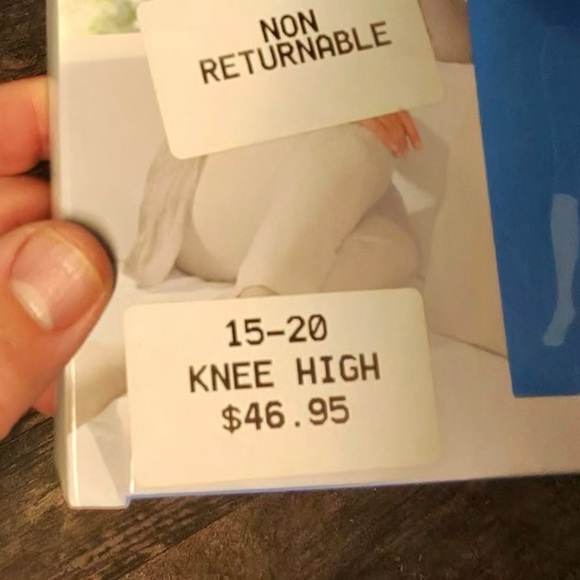 NON
RETURNABLE
15-20
KNEE HIGH
$46.95